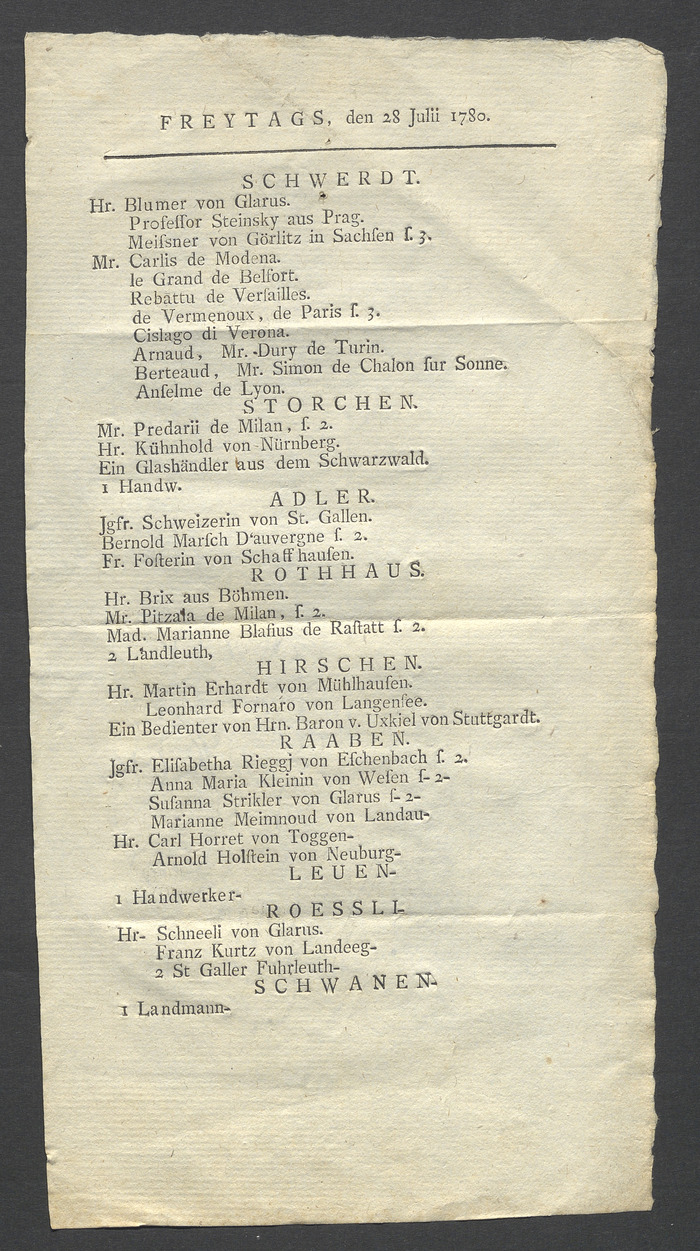 FREYTAGS, den 28 Julii 1780.
SCHWERDT.
Hr. Blumer von Glarus.
Profeſſor Steinsky aus Prag.
Meiſsner von Görlitz in Sachſen ſ. 3.
Mr. Carlis de Modena.
le Grand de Belfort.
Rebattu de Verſailles.
de Vermenoux, de Paris ſ. 3.
Cislago di Verona.
Arnaud, Mr. Dury de Turin.
Berteaud, Mr. Simon de Chalon ſur Sonne.
Anſelme de Lyon.
STORCHEN.
Mr. Predarii de Milan, ſ. 2.
Hr. Kühnhold von Nürnberg.
Ein Glashändler aus dem Schwarzwald.
1 Handw.
ADLER.
Jgfr. Schweizerin von St. Gallen.
Bernold Marſch D'auvergne ſ. 2.
Fr. Foſterin von Schaffhauſen.
ROTHHAUS.
Hr. Brix aus Böhmen.
Mr. Pitzala de Milan, ſ. 2.
Mad. Marianne Blaſius de Raſtatt ſ. 2.
2 Landleuth,
HIRSCHEN.
Hr. Martin Erhardt von Mühlhauſen.
Leonhard Fornaro von Langenſee.
Ein Bedienter von Hrn. Baron v. Uxkiel von Stuttgardt.
RAABEN.
Jgfr. Eliſabetha Rieggj von Eſchenbach ſ. 2.
Anna Maria Kleinin von Weſen ſ- 2-
Suſanna Strikler von Glarus ſ- 2-
Marianne Meimnoud von Landau-
Hr. Carl Horret von Toggen-
Arnold Holſtein von Neuburg-
LEUEN-
1 Handwerker-
ROESSLI-
Hr- Schneeli von Glarus.
Franz Kurtz von Landeeg-
2 St Galler Fuhrleuth-
SCHWANEN-
1 Landmann-